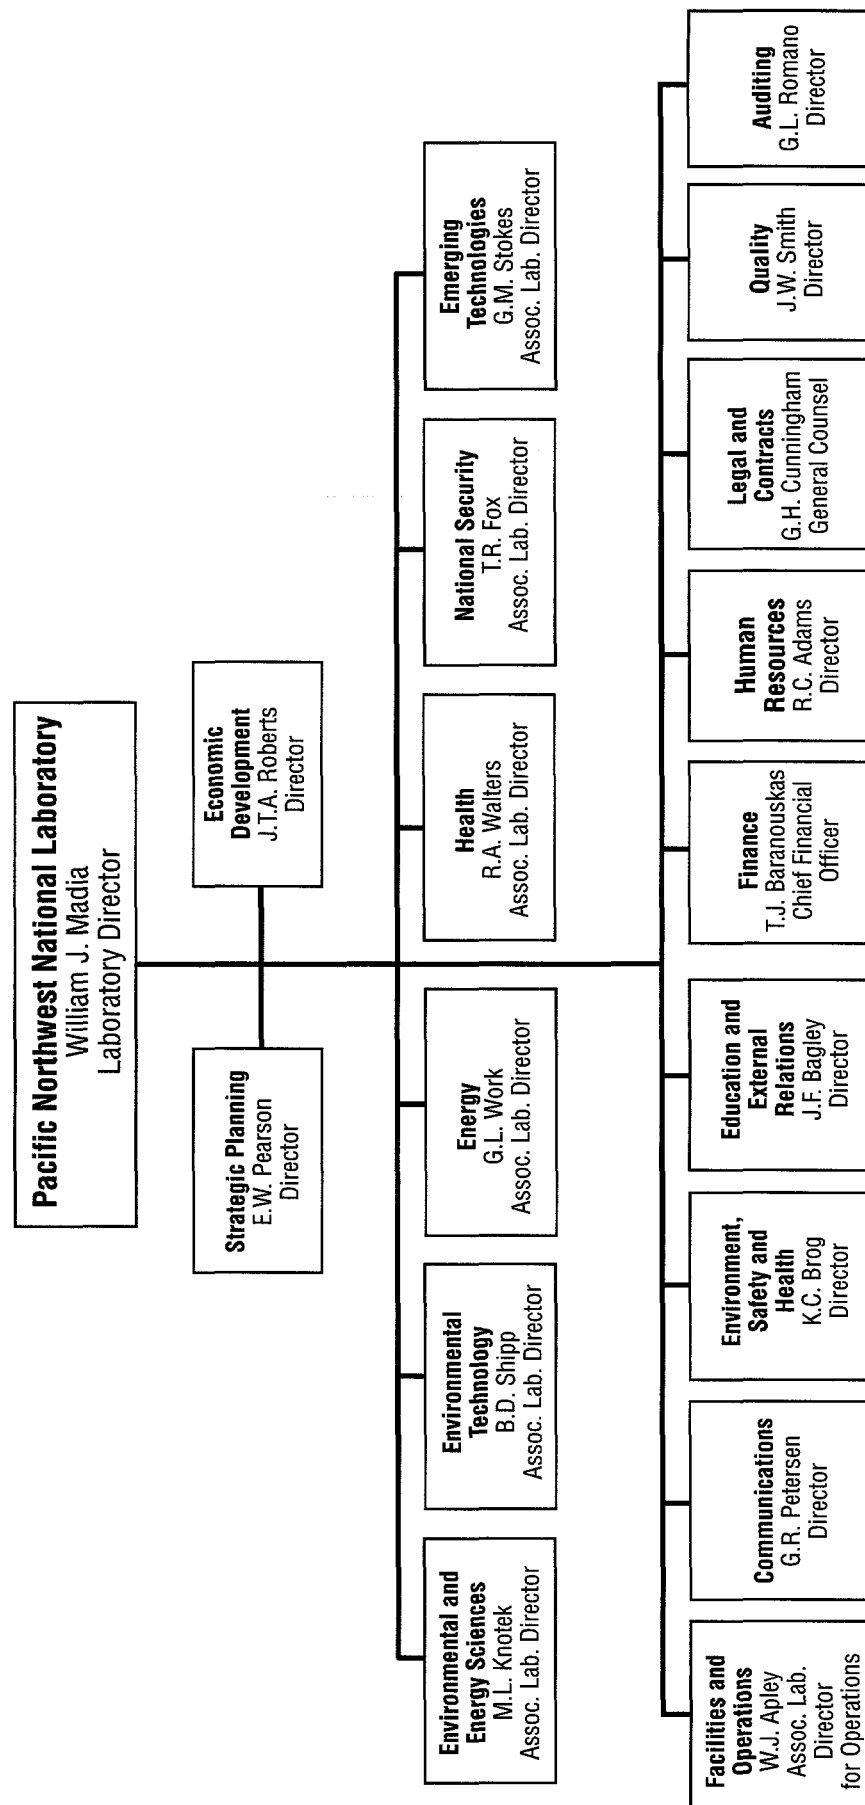 Pacific Northwest National Laboratory
William J. Madia
Laboratory Director
Strategic Planning
E.W. Pearson
Director
Economic
Development
J.T.A. Roberts
Director
Environmental and
Energy Sciences
M.L. Knotek
Assoc. Lab. Director
Environmental
Technology
B.D. Shipp
Assoc. Lab. Director
Energy
G.L. Work
Assoc. Lab. Director
Health
R.A. Walters
Assoc. Lab. Director
National Security
T.R. Fox
Assoc. Lab. Director
Emerging
Technologies
G.M. Stokes
Assoc. Lab. Director
Facilities and
Operations
W.J. Apley
Assoc. Lab.
Director
for Operations
Communications
G.R. Petersen
Director
Environment,
Safety and
Health
K.C. Brog
Director
Education and
External
Relations
J.F. Bagley
Director
Finance
T.J. Baranouskas
Chief Financial
Officer
Human
Resources
R.C. Adams
Director
Legal and
Contracts
G.H. Cunningham
General Counsel
Quality
J.W. Smith
Director
Auditing
G.L. Romano
Director